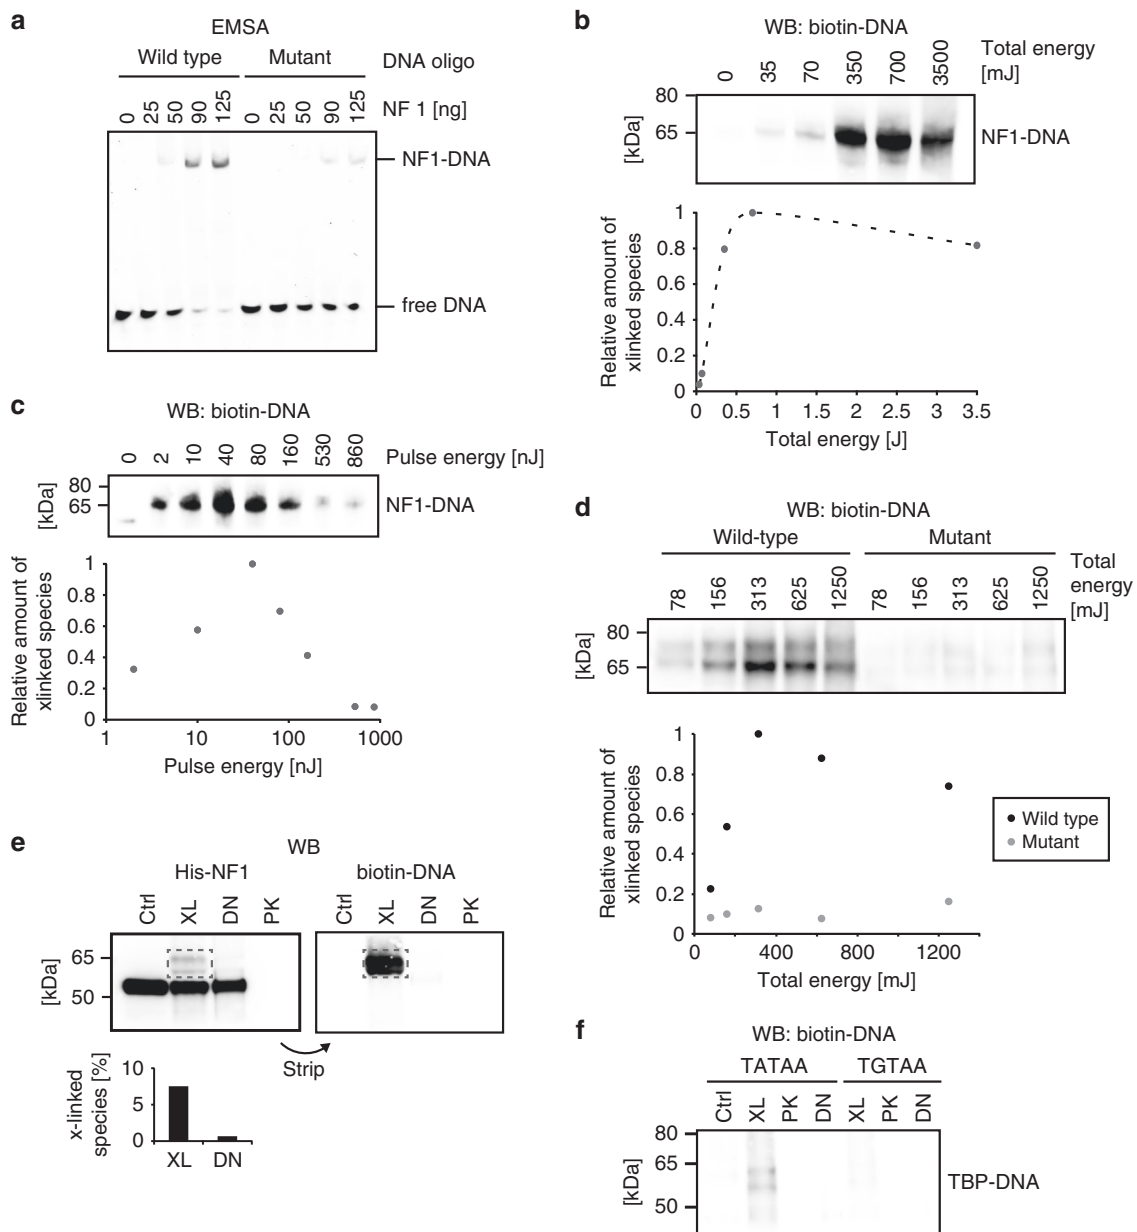 a
EMSA
Wild type Mutant DNA oligo
0 25 50 90 125 0 25 50 90 125 NF 1 [ng]
NF1-DNA
free DNA
b
WB: biotin-DNA
0 35 70 350 700 3500 Total energy [mJ]
[kDa]
80
65
NF1-DNA
Relative amount of
xlinked species
1
0.8
0.6
0.4
0.2
0
0 0.5 1 1.5 2 2.5 3 3.5
Total energy [J]
c
WB: biotin-DNA
0 2 10 40 80 160 530 860 Pulse energy [nJ]
[kDa]
80
65
NF1-DNA
Relative amount of
xlinked species
1
0.8
0.6
0.4
0.2
0
1 10 100 1000
Pulse energy [nJ]
d
WB: biotin-DNA
Wild-type Mutant
78 156 313 625 1250 78 156 313 625 1250
Total
energy
[mJ]
[kDa]
80
65
Relative amount of
xlinked species
1
0.8
0.6
0.4
0.2
0
0 400 800 1200
Total energy [mJ]
Wild type
Mutant
e
WB
His-NF1 biotin-DNA
Ctrl XL DN PK Ctrl XL DN PK
[kDa]
65
50
Strip
x-linked
species [%]
10
5
0
XL DN
f
WB: biotin-DNA
TATAA TGTAA
Ctrl XL PK DN XL PK DN
[kDa]
80
65
50
TBP-DNA